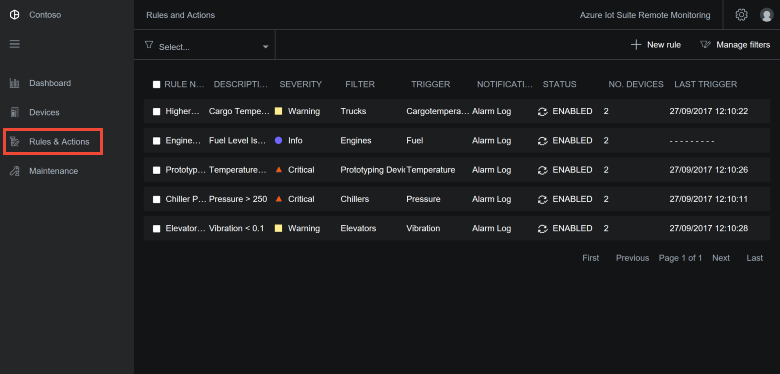 Contoso
Rules and Actions
Azure Iot Suite Remote Monitoring
Select...
New rule
Manage filters
Dashboard
Devices
Rules & Actions
Maintenance
RULE N... DESCRIPTI... SEVERITY FILTER TRIGGER NOTIFICATI... STATUS NO. DEVICES LAST TRIGGER
Higher... Cargo Tempe... Warning Trucks Cargotempera... Alarm Log ENABLED 2 27/09/2017 12:10:22
Engine... Fuel Level Is... Info Engines Fuel Alarm Log ENABLED 2 ---------
Prototyp... Temperature... Critical Prototyping Devi Temperature Alarm Log ENABLED 2 27/09/2017 12:10:26
Chiller P... Pressure > 250 Critical Chillers Pressure Alarm Log ENABLED 2 27/09/2017 12:10:11
Elevator... Vibration < 0.1 Warning Elevators Vibration Alarm Log ENABLED 2 27/09/2017 12:10:28
First Previous Page 1 of 1 Next Last